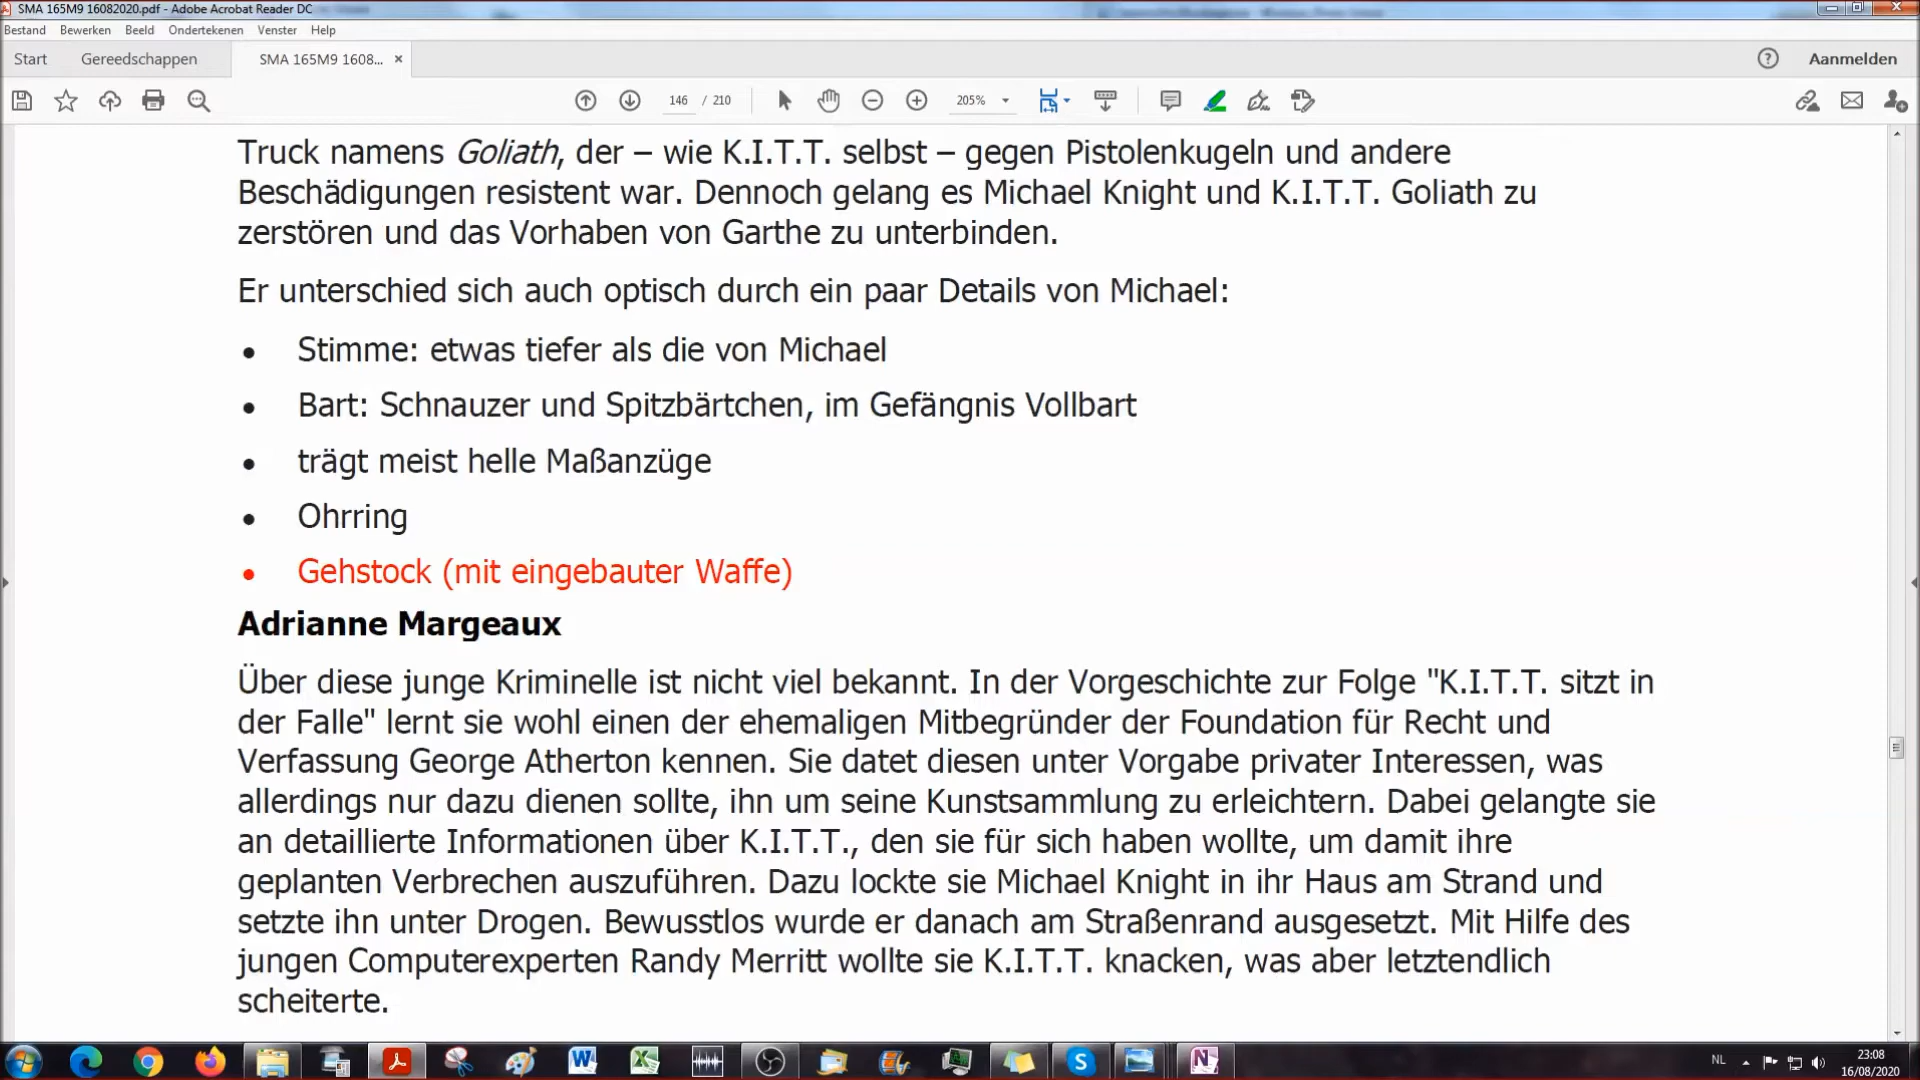 SMA 165M9 16082020.pdf - Adobe Acrobat Reader DC
Bestand Bewerken Beeld Ondertekenen Venster Help
Start Gereedschappen SMA 165M9 1608... × Aanmelden
146 / 210 205%
Truck namens Goliath, der – wie K.I.T.T. selbst – gegen Pistolenkugeln und andere
Beschädigungen resistent war. Dennoch gelang es Michael Knight und K.I.T.T. Goliath zu
zerstören und das Vorhaben von Garthe zu unterbinden.
Er unterschied sich auch optisch durch ein paar Details von Michael:
• Stimme: etwas tiefer als die von Michael
• Bart: Schnauzer und Spitzbärtchen, im Gefängnis Vollbart
• trägt meist helle Maßanzüge
• Ohrring
• Gehstock (mit eingebauter Waffe)
Adrianne Margeaux
Über diese junge Kriminelle ist nicht viel bekannt. In der Vorgeschichte zur Folge "K.I.T.T. sitzt in
der Falle" lernt sie wohl einen der ehemaligen Mitbegründer der Foundation für Recht und
Verfassung George Atherton kennen. Sie datet diesen unter Vorgabe privater Interessen, was
allerdings nur dazu dienen sollte, ihn um seine Kunstsammlung zu erleichtern. Dabei gelangte sie
an detaillierte Informationen über K.I.T.T., den sie für sich haben wollte, um damit ihre
geplanten Verbrechen auszuführen. Dazu lockte sie Michael Knight in ihr Haus am Strand und
setzte ihn unter Drogen. Bewusstlos wurde er danach am Straßenrand ausgesetzt. Mit Hilfe des
jungen Computerexperten Randy Merritt wollte sie K.I.T.T. knacken, was aber letztendlich
scheiterte.
NL 23:08
16/08/2020